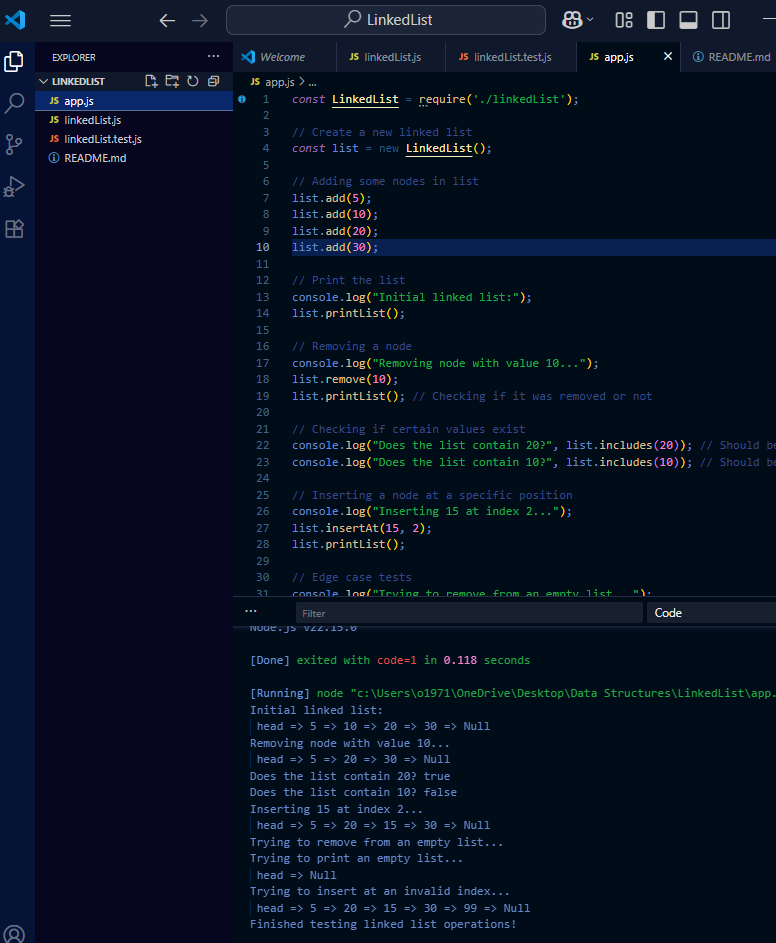 LinkedList
EXPLORER
LINKEDLIST
JS app.js
JS linkedList.js
JS linkedList.test.js
README.md
Welcome
JS linkedList.js
JS linkedList.test.js
JS app.js
README.md
JS app.js > ...
1 const LinkedList = require('./linkedList');
2
3 // Create a new linked list
4 const list = new LinkedList();
5
6 // Adding some nodes in list
7 list.add(5);
8 list.add(10);
9 list.add(20);
10 list.add(30);
11
12 // Print the list
13 console.log("Initial linked list:");
14 list.printList();
15
16 // Removing a node
17 console.log("Removing node with value 10...");
18 list.remove(10);
19 list.printList(); // Checking if it was removed or not
20
21 // Checking if certain values exist
22 console.log("Does the list contain 20?", list.includes(20)); // Should be
23 console.log("Does the list contain 10?", list.includes(10)); // Should be
24
25 // Inserting a node at a specific position
26 console.log("Inserting 15 at index 2...");
27 list.insertAt(15, 2);
28 list.printList();
29
30 // Edge case tests
31 console.log("Trying to remove from an empty list...");
Filter
Code
Node.js v22.15.0
[Done] exited with code=1 in 0.118 seconds
[Running] node "c:\Users\o1971\OneDrive\Desktop\Data Structures\LinkedList\app.
Initial linked list:
head => 5 => 10 => 20 => 30 => Null
Removing node with value 10...
head => 5 => 20 => 30 => Null
Does the list contain 20? true
Does the list contain 10? false
Inserting 15 at index 2...
head => 5 => 20 => 15 => 30 => Null
Trying to remove from an empty list...
Trying to print an empty list...
head => Null
Trying to insert at an invalid index...
head => 5 => 20 => 15 => 30 => 99 => Null
Finished testing linked list operations!